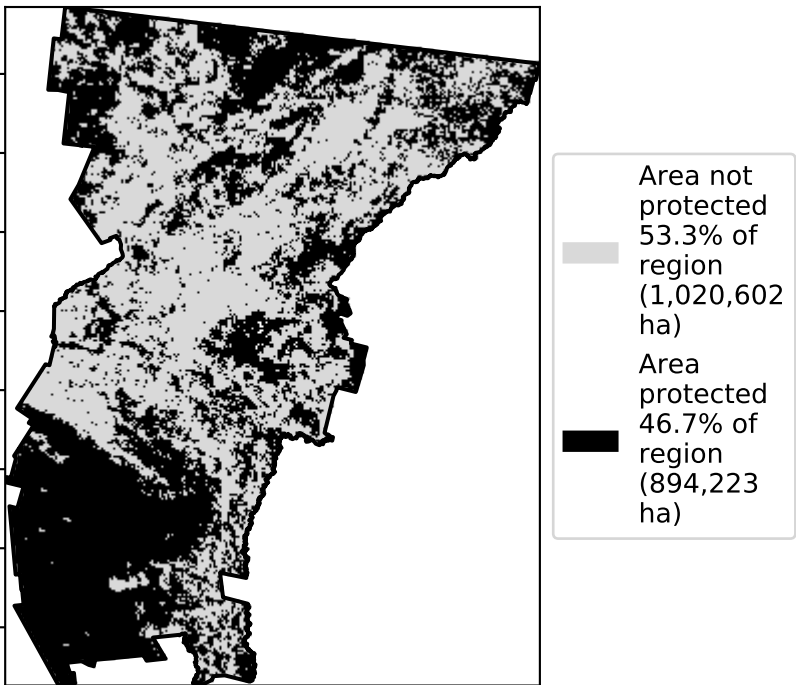 Area not
protected
53.3% of
region
(1,020,602
ha)
Area
protected
46.7% of
region
(894,223
ha)